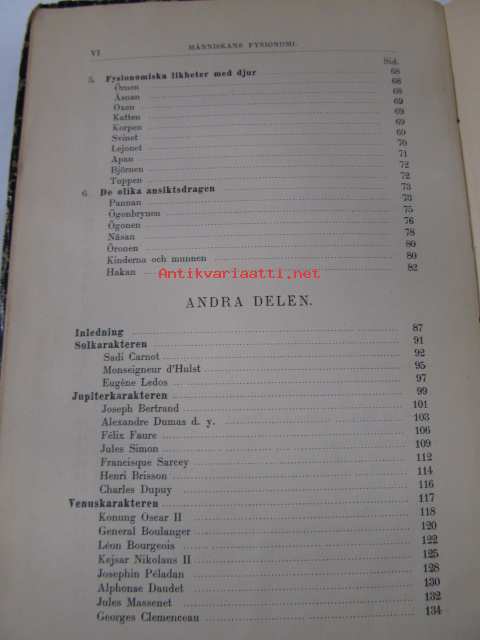 VI MÄNNISKANS FYSIONOMI.
Sid.
5. Fysionomiska likheter med djur 68
Örnen 68
Åsnan 68
Oxen 69
Katten 69
Korpen 69
Svinet 69
Lejonet 70
Apan 71
Björnen 72
Toppen 72
6. De olika ansiktsdragen 73
Pannan 73
Ögonbrynen 75
Ögonen 76
Näsan 78
Öronen 80
Kinderna och munnen 80
Hakan 82
Antikvariaatti.net
ANDRA DELEN.
Inledning 87
Solkarakteren 91
Sadi Carnot 92
Monseigneur d'Hulst 95
Eugène Ledos 97
Jupiterkarakteren 99
Joseph Bertrand 101
Alexandre Dumas d. y. 103
Félix Faure 106
Jules Simon 109
Francisque Sarcey 112
Henri Brisson 114
Charles Dupuy 116
Venuskarakteren 117
Konung Oscar II 118
General Boulanger 120
Léon Bourgeois 122
Kejsar Nikolaus II 125
Josephin Péladan 128
Alphonse Daudet 130
Jules Massenet 132
Georges Clemenceau 134